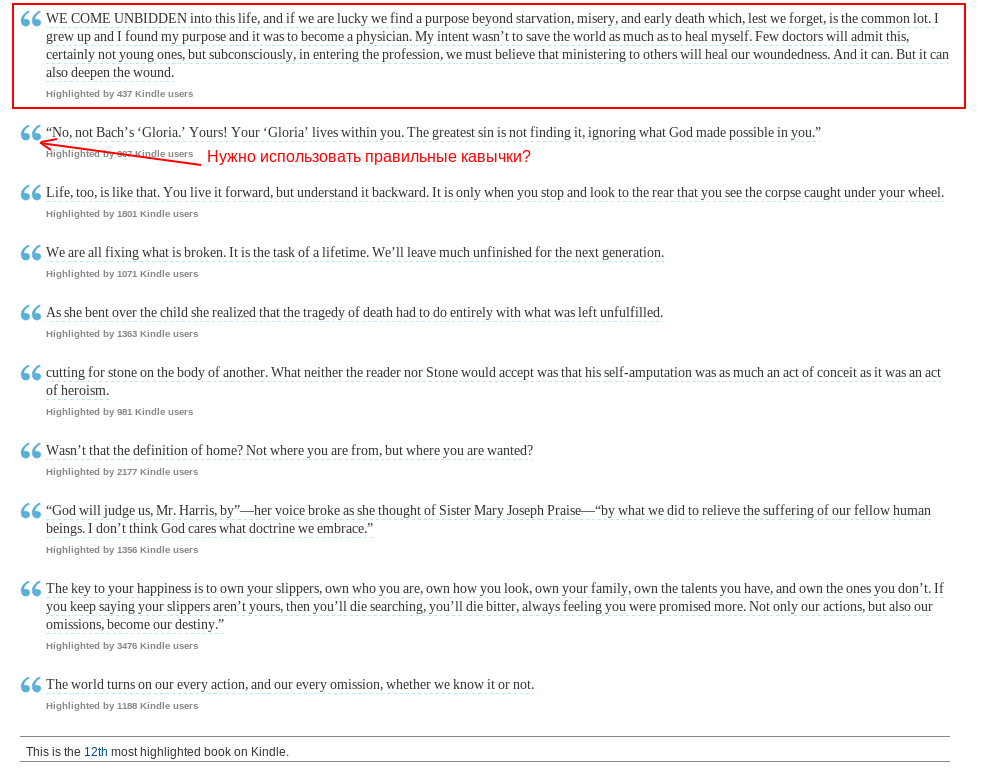 WE COME UNBIDDEN into this life, and if we are lucky we find a purpose beyond starvation, misery, and early death which, lest we forget, is the common lot. I
grew up and I found my purpose and it was to become a physician. My intent wasn’t to save the world as much as to heal myself. Few doctors will admit this,
certainly not young ones, but subconsciously, in entering the profession, we must believe that ministering to others will heal our woundedness. And it can. But it can
also deepen the wound.
Highlighted by 437 Kindle users
“No, not Bach’s ‘Gloria.’ Yours! Your ‘Gloria’ lives within you. The greatest sin is not finding it, ignoring what God made possible in you.”
Highlighted by Kindle users
Нужно использовать правильные кавычки?
Life, too, is like that. You live it forward, but understand it backward. It is only when you stop and look to the rear that you see the corpse caught under your wheel.
Highlighted by 1801 Kindle users
We are all fixing what is broken. It is the task of a lifetime. We’ll leave much unfinished for the next generation.
Highlighted by 1071 Kindle users
As she bent over the child she realized that the tragedy of death had to do entirely with what was left unfulfilled.
Highlighted by 1363 Kindle users
cutting for stone on the body of another. What neither the reader nor Stone would accept was that his self-amputation was as much an act of conceit as it was an act
of heroism.
Highlighted by 981 Kindle users
Wasn’t that the definition of home? Not where you are from, but where you are wanted?
Highlighted by 2177 Kindle users
“God will judge us, Mr. Harris, by”—her voice broke as she thought of Sister Mary Joseph Praise—“by what we did to relieve the suffering of our fellow human
beings. I don’t think God cares what doctrine we embrace.”
Highlighted by 1356 Kindle users
The key to your happiness is to own your slippers, own who you are, own how you look, own your family, own the talents you have, and own the ones you don’t. If
you keep saying your slippers aren’t yours, then you’ll die searching, you’ll die bitter, always feeling you were promised more. Not only our actions, but also our
omissions, become our destiny.”
Highlighted by 3476 Kindle users
The world turns on our every action, and our every omission, whether we know it or not.
Highlighted by 1188 Kindle users
This is the 12th most highlighted book on Kindle.